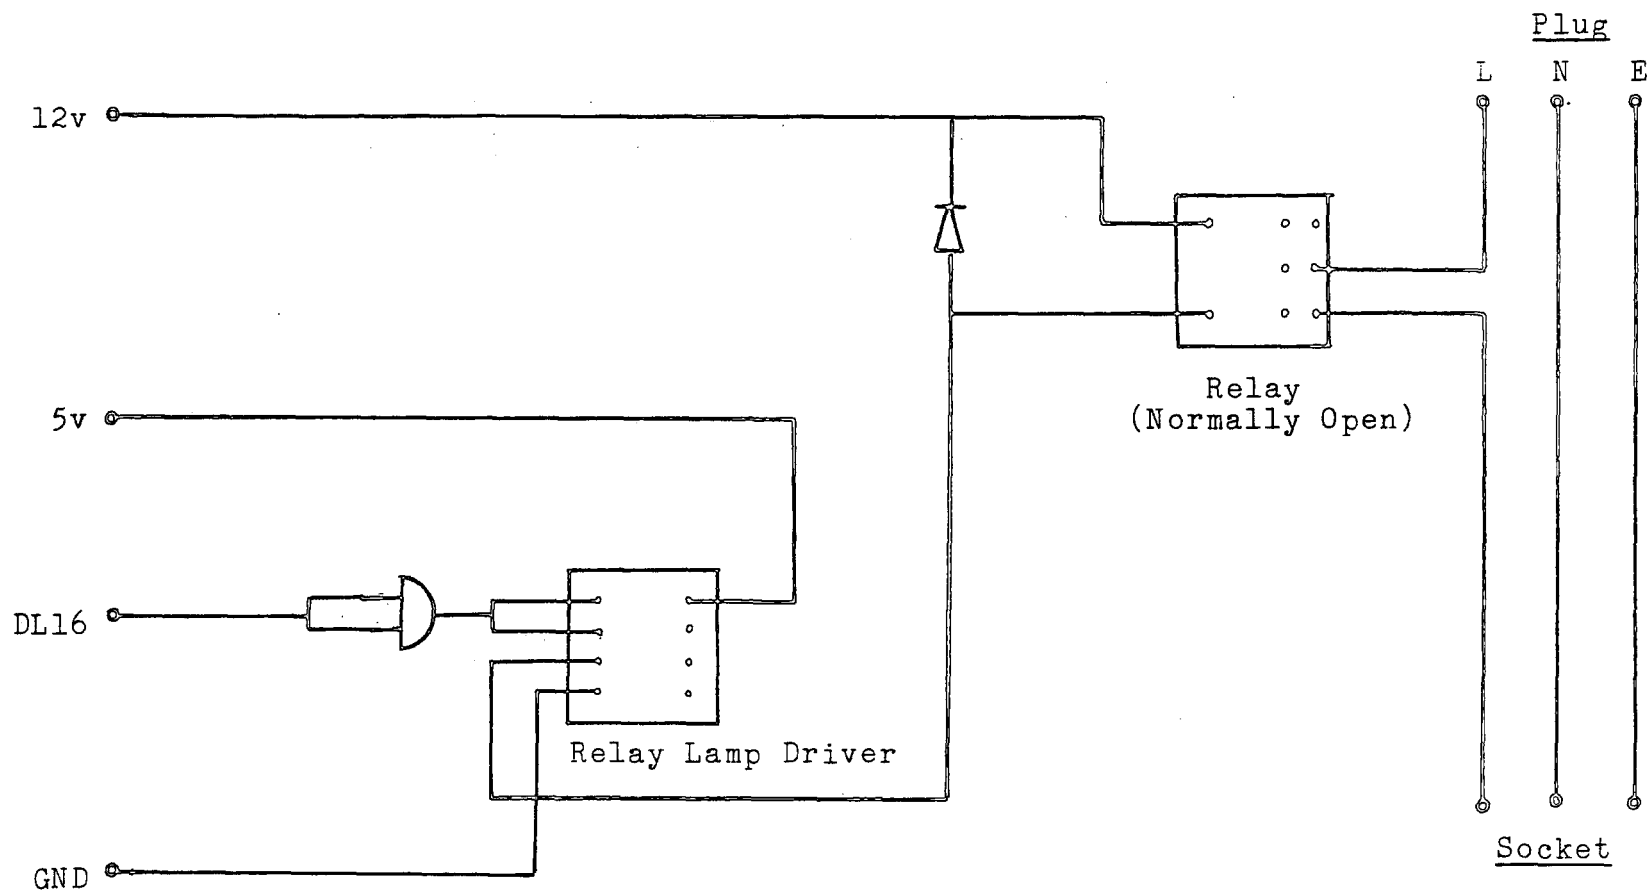 Plug
L N E
12v
Relay
(Normally Open)
5v
DL16
Relay Lamp Driver
Socket
GND